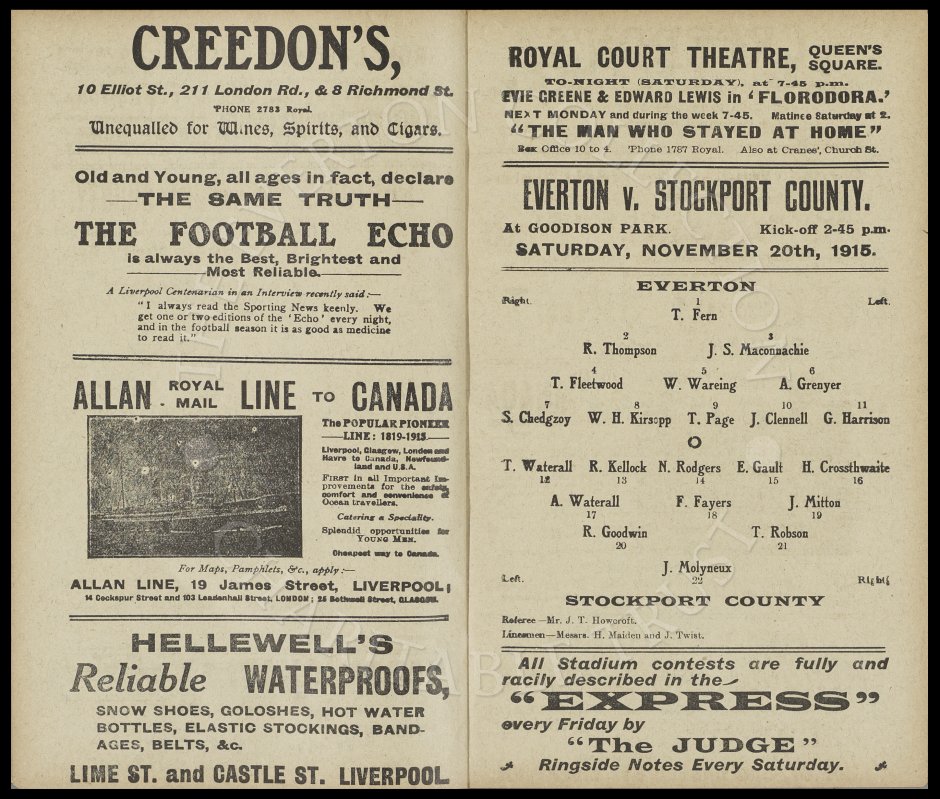 CREEDON'S,
10 Elliot St., 211 London Rd., & 8 Richmond St.
'PHONE 2783 Royal.
Unequalled for Wines, Spirits, and Cigars.
Old and Young, all ages in fact, declare
THE SAME TRUTH
THE FOOTBALL ECHO
is always the Best, Brightest and
Most Reliable.
A Liverpool Centenarian in an Interview recently said:—
"I always read the Sporting News keenly. We
get one or two editions of the 'Echo' every night,
and in the football season it is as good as medicine
to read it."
ALLAN ROYAL MAIL LINE TO CANADA
The POPULAR PIONEER
LINE: 1819-1915
Liverpool, Glasgow, London and
Havre to Canada, Newfound-
land and U.S.A.
FIRST in all Important Im-
provements for the safety,
comfort and convenience of
Ocean travellers.
Catering a Speciality.
Splendid opportunities for
YOUNG MEN.
Cheapest way to Canada.
For Maps, Pamphlets, &c., apply:—
ALLAN LINE, 19 James Street, LIVERPOOL;
14 Cockspur Street and 103 Leadenhall Street, LONDON; 25 Bothwell Street, GLASGOW.
HELLEWELL'S
Reliable WATERPROOFS,
SNOW SHOES, GOLOSHES, HOT WATER
BOTTLES, ELASTIC STOCKINGS, BAND-
AGES, BELTS, &c.
LIME ST. and CASTLE ST. LIVERPOOL
ROYAL COURT THEATRE, QUEEN'S SQUARE.
TO-NIGHT (SATURDAY), at 7-45 p.m.
EVIE GREENE & EDWARD LEWIS in 'FLORODORA.'
NEXT MONDAY and during the week 7-45. Matinee Saturday at 2.
"THE MAN WHO STAYED AT HOME"
Box Office 10 to 4. 'Phone 1787 Royal. Also at Cranes', Church St.
EVERTON v. STOCKPORT COUNTY.
At GOODISON PARK. Kick-off 2-45 p.m.
SATURDAY, NOVEMBER 20th, 1915.
EVERTON
Right. 1 Left.
T. Fern
2 3
R. Thompson J. S. Maconnachie
4 5 6
T. Fleetwood W. Wareing A. Grenyer
7 8 9 10 11
S. Chedgzoy W. H. Kirsopp T. Page J. Clennell G. Harrison
O
T. Waterall R. Kellock N. Rodgers E. Gault H. Crossthwaite
12 13 14 15 16
A. Waterall F. Fayers J. Mitton
17 18 19
R. Goodwin T. Robson
20 21
J. Molyneux
Left. 22 Right
STOCKPORT COUNTY
Referee—Mr. J. T. Howcroft.
Linesmen—Messrs. H. Maiden and J. Twist.
All Stadium contests are fully and
racily described in the
"EXPRESS"
every Friday by
"The JUDGE"
Ringside Notes Every Saturday.